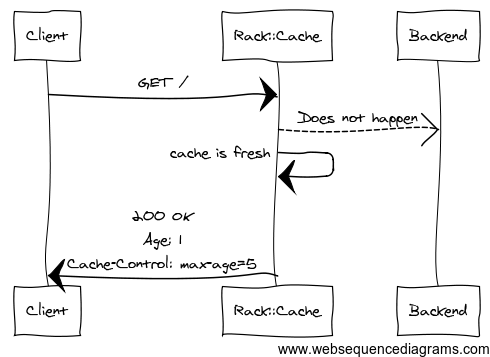 Client
Rack::Cache
Backend
GET /
Does not happen
cache is fresh
200 OK
Age: 1
Cache-Control: max-age=5
Client
Rack::Cache
Backend
www.websequencediagrams.com